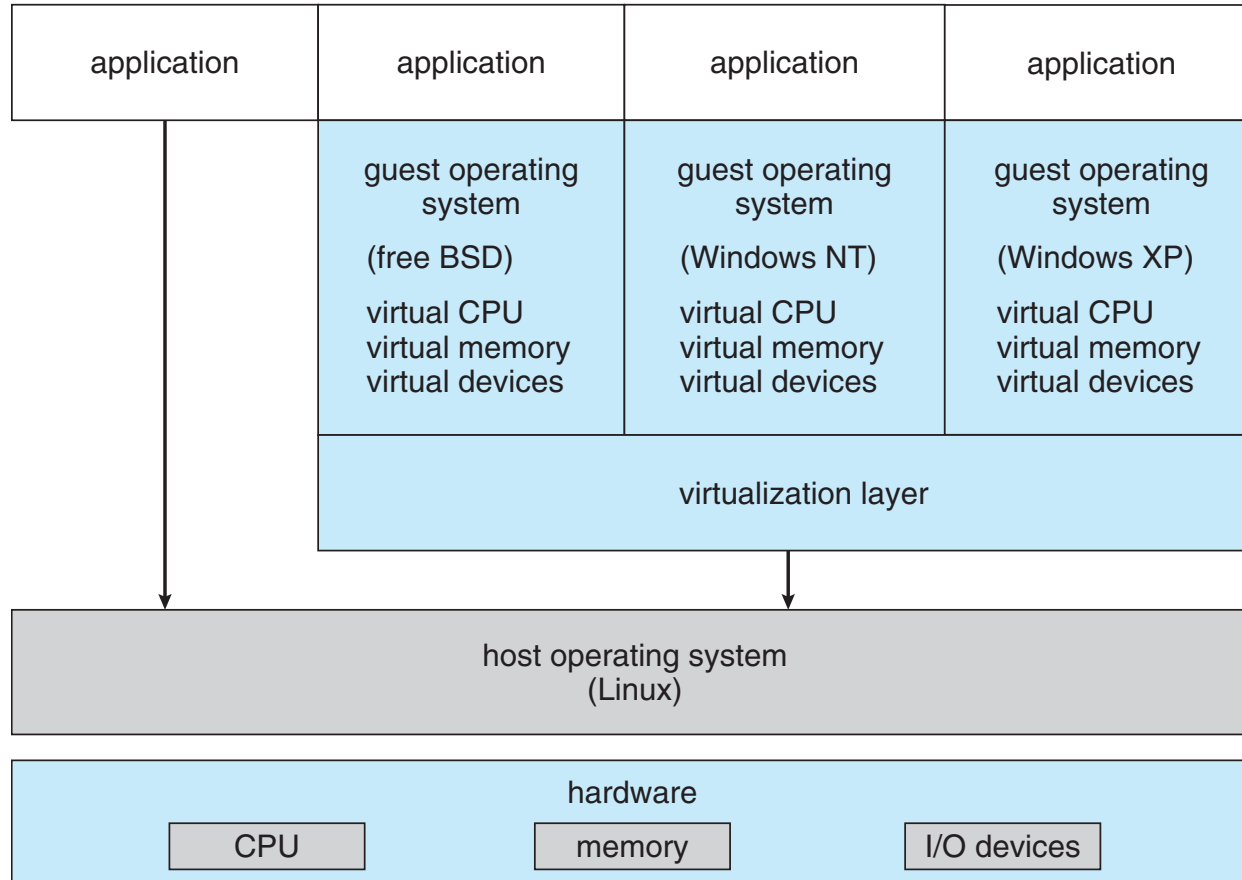 application
application
application
application
guest operating
system
(free BSD)
virtual CPU
virtual memory
virtual devices
guest operating
system
(Windows NT)
virtual CPU
virtual memory
virtual devices
guest operating
system
(Windows XP)
virtual CPU
virtual memory
virtual devices
virtualization layer
host operating system
(Linux)
hardware
CPU
memory
I/O devices